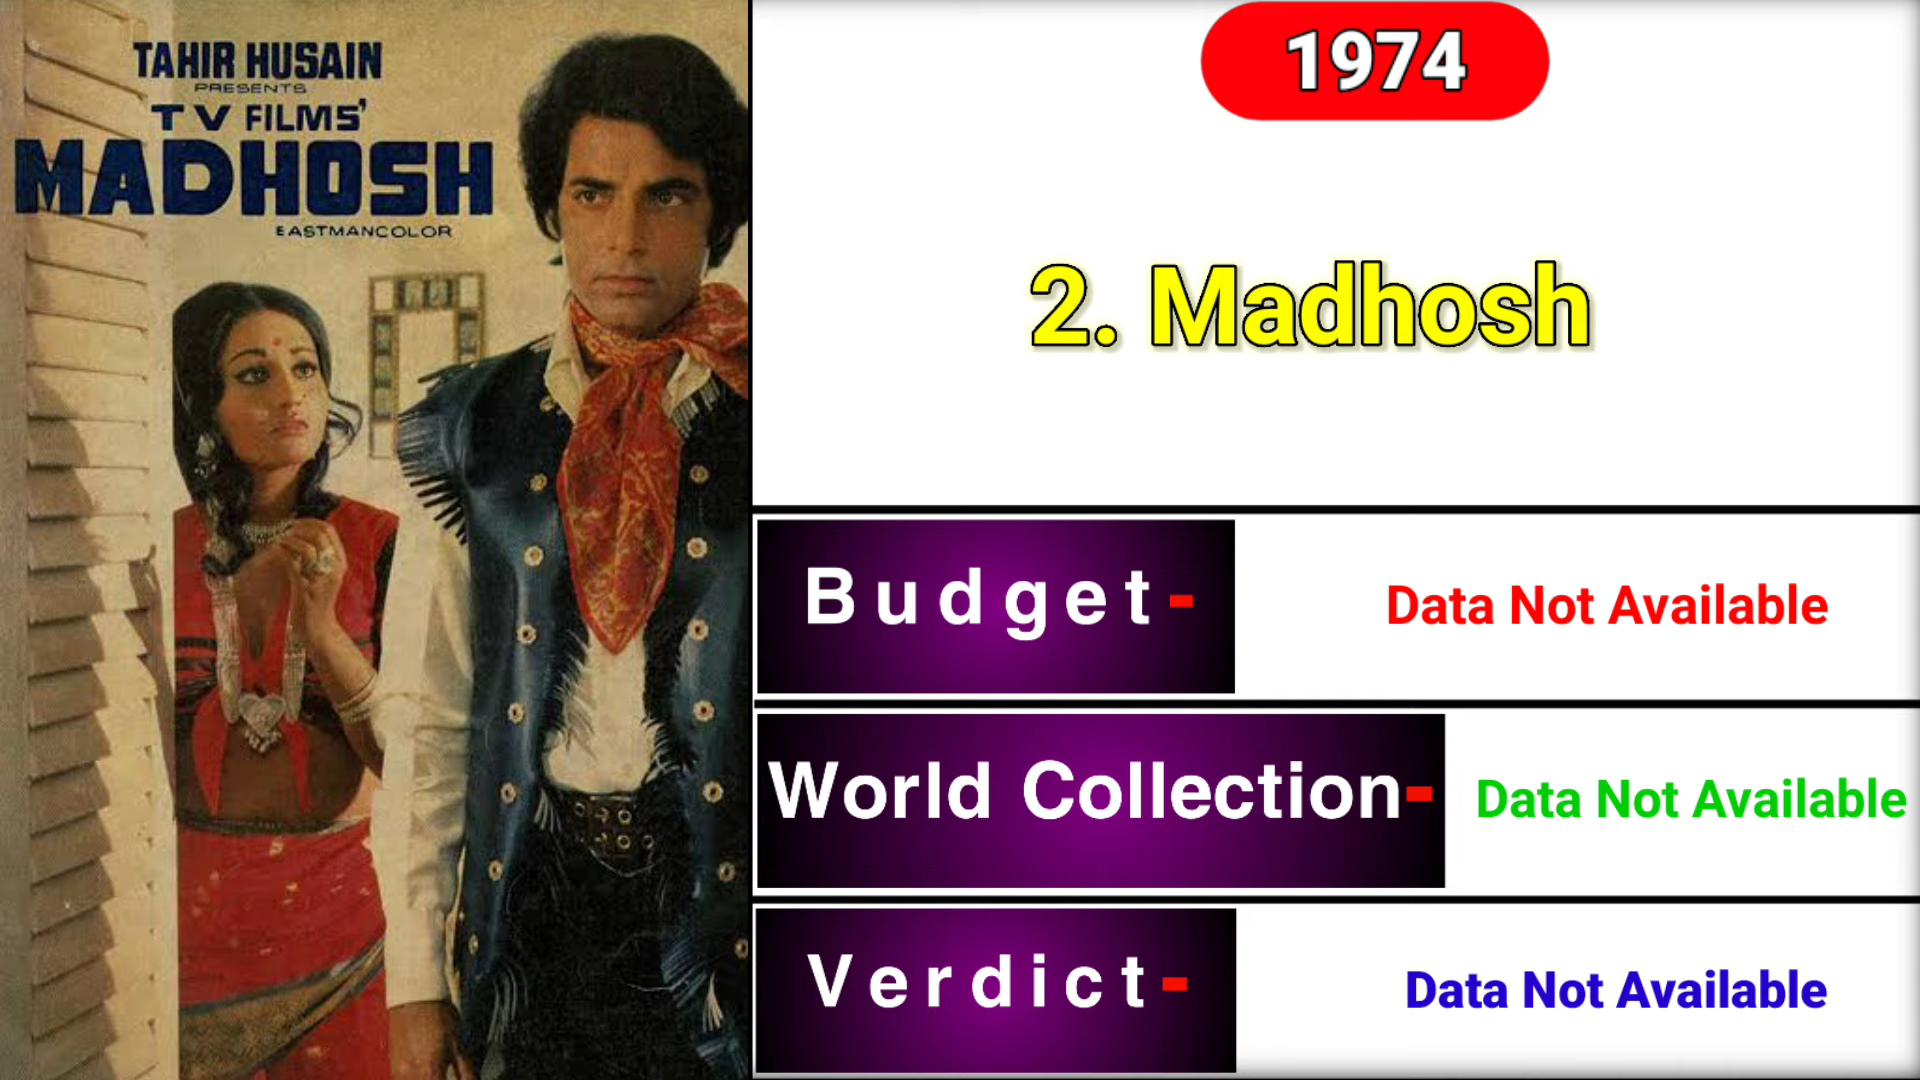 TAHIR HUSAIN
PRESENTS
TV FILMS'
MADHOSH
EASTMANCOLOR
1974
2. Madhosh
Budget-
Data Not Available
World Collection-
Data Not Available
Verdict-
Data Not Available